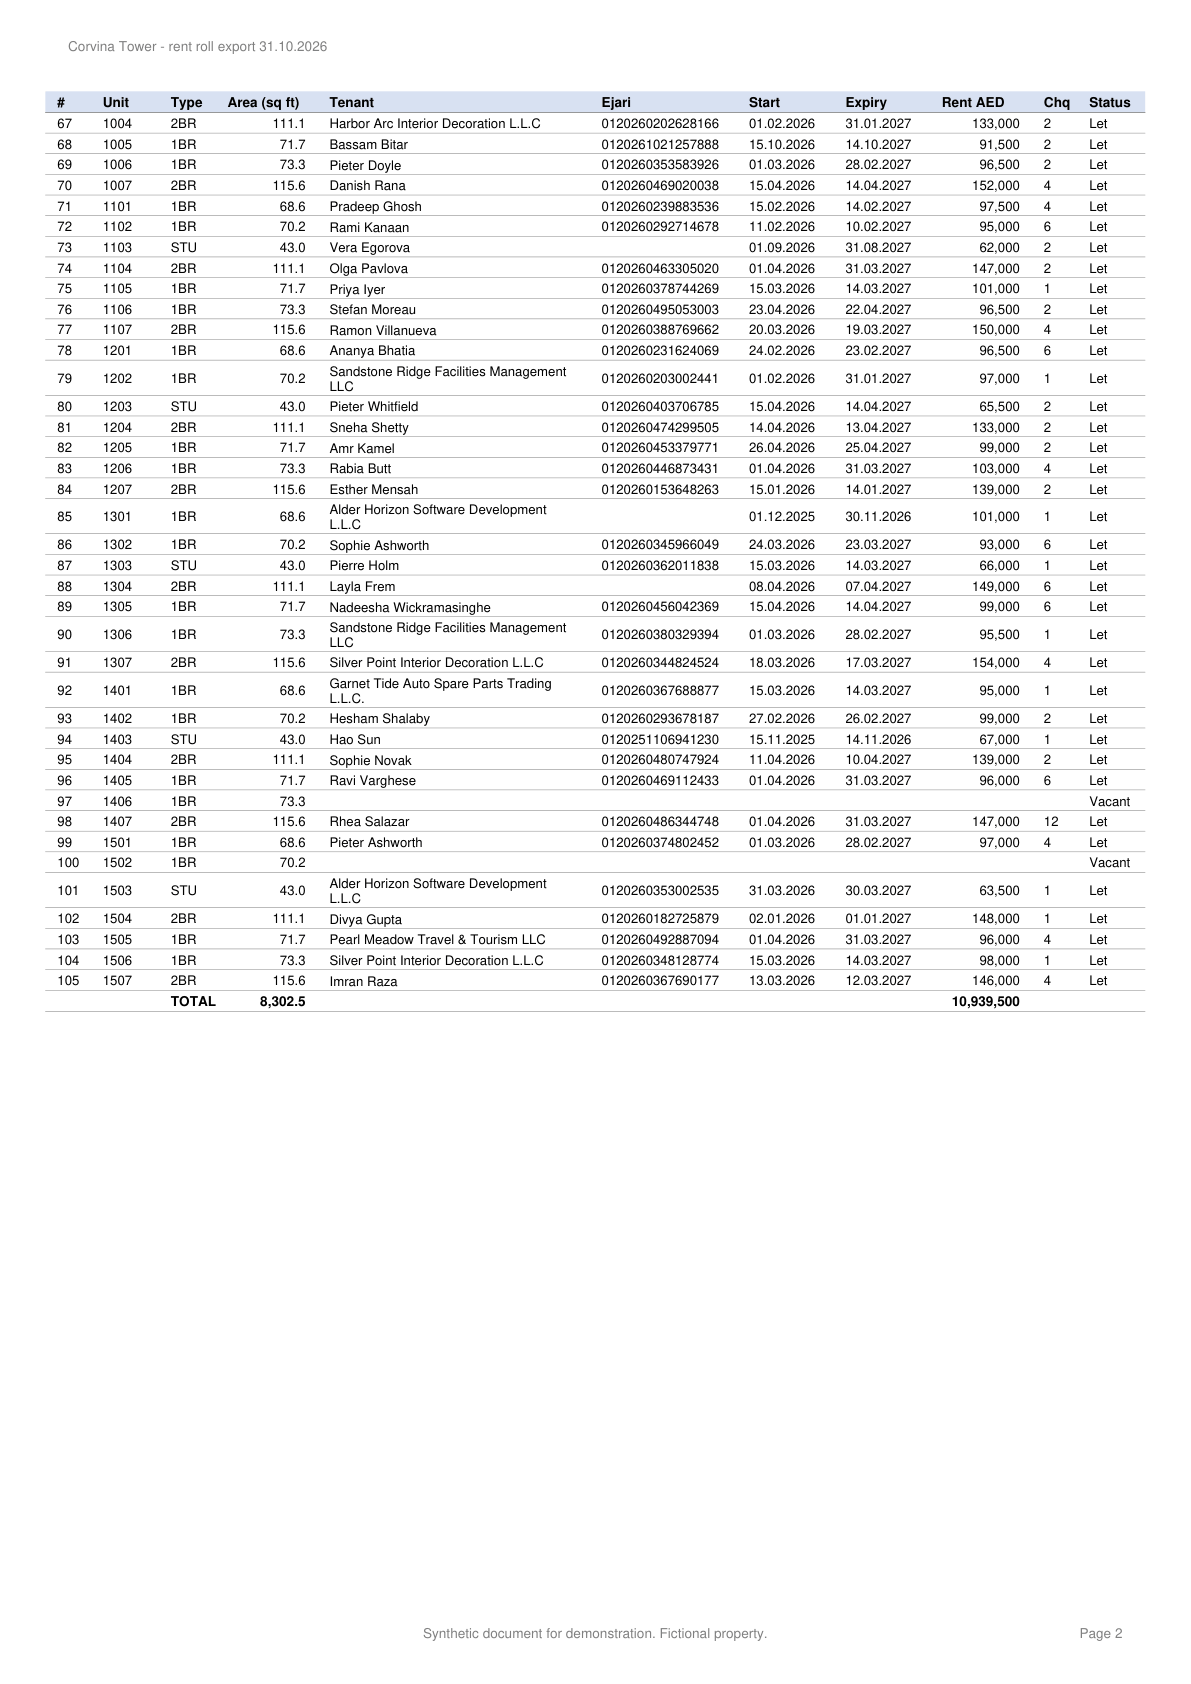 Corvina Tower - rent roll export 31.10.2026
# Unit Type Area (sq ft) Tenant Ejari Start Expiry Rent AED Chq Status
67 1004 2BR 111.1 Harbor Arc Interior Decoration L.L.C 0120260202628166 01.02.2026 31.01.2027 133,000 2 Let
68 1005 1BR 71.7 Bassam Bitar 0120261021257888 15.10.2026 14.10.2027 91,500 2 Let
69 1006 1BR 73.3 Pieter Doyle 0120260353583926 01.03.2026 28.02.2027 96,500 2 Let
70 1007 2BR 115.6 Danish Rana 0120260469020038 15.04.2026 14.04.2027 152,000 4 Let
71 1101 1BR 68.6 Pradeep Ghosh 0120260239883536 15.02.2026 14.02.2027 97,500 4 Let
72 1102 1BR 70.2 Rami Kanaan 0120260292714678 11.02.2026 10.02.2027 95,000 6 Let
73 1103 STU 43.0 Vera Egorova 01.09.2026 31.08.2027 62,000 2 Let
74 1104 2BR 111.1 Olga Pavlova 0120260463305020 01.04.2026 31.03.2027 147,000 2 Let
75 1105 1BR 71.7 Priya Iyer 0120260378744269 15.03.2026 14.03.2027 101,000 1 Let
76 1106 1BR 73.3 Stefan Moreau 0120260495053003 23.04.2026 22.04.2027 96,500 2 Let
77 1107 2BR 115.6 Ramon Villanueva 0120260388769662 20.03.2026 19.03.2027 150,000 4 Let
78 1201 1BR 68.6 Ananya Bhatia 0120260231624069 24.02.2026 23.02.2027 96,500 6 Let
79 1202 1BR 70.2 Sandstone Ridge Facilities Management
LLC 0120260203002441 01.02.2026 31.01.2027 97,000 1 Let
80 1203 STU 43.0 Pieter Whitfield 0120260403706785 15.04.2026 14.04.2027 65,500 2 Let
81 1204 2BR 111.1 Sneha Shetty 0120260474299505 14.04.2026 13.04.2027 133,000 2 Let
82 1205 1BR 71.7 Amr Kamel 0120260453379771 26.04.2026 25.04.2027 99,000 2 Let
83 1206 1BR 73.3 Rabia Butt 0120260446873431 01.04.2026 31.03.2027 103,000 4 Let
84 1207 2BR 115.6 Esther Mensah 0120260153648263 15.01.2026 14.01.2027 139,000 2 Let
85 1301 1BR 68.6 Alder Horizon Software Development
L.L.C 01.12.2025 30.11.2026 101,000 1 Let
86 1302 1BR 70.2 Sophie Ashworth 0120260345966049 24.03.2026 23.03.2027 93,000 6 Let
87 1303 STU 43.0 Pierre Holm 0120260362011838 15.03.2026 14.03.2027 66,000 1 Let
88 1304 2BR 111.1 Layla Frem 08.04.2026 07.04.2027 149,000 6 Let
89 1305 1BR 71.7 Nadeesha Wickramasinghe 0120260456042369 15.04.2026 14.04.2027 99,000 6 Let
90 1306 1BR 73.3 Sandstone Ridge Facilities Management
LLC 0120260380329394 01.03.2026 28.02.2027 95,500 1 Let
91 1307 2BR 115.6 Silver Point Interior Decoration L.L.C 0120260344824524 18.03.2026 17.03.2027 154,000 4 Let
92 1401 1BR 68.6 Garnet Tide Auto Spare Parts Trading
L.L.C. 0120260367688877 15.03.2026 14.03.2027 95,000 1 Let
93 1402 1BR 70.2 Hesham Shalaby 0120260293678187 27.02.2026 26.02.2027 99,000 2 Let
94 1403 STU 43.0 Hao Sun 0120251106941230 15.11.2025 14.11.2026 67,000 1 Let
95 1404 2BR 111.1 Sophie Novak 0120260480747924 11.04.2026 10.04.2027 139,000 2 Let
96 1405 1BR 71.7 Ravi Varghese 0120260469112433 01.04.2026 31.03.2027 96,000 6 Let
97 1406 1BR 73.3 Vacant
98 1407 2BR 115.6 Rhea Salazar 0120260486344748 01.04.2026 31.03.2027 147,000 12 Let
99 1501 1BR 68.6 Pieter Ashworth 0120260374802452 01.03.2026 28.02.2027 97,000 4 Let
100 1502 1BR 70.2 Vacant
101 1503 STU 43.0 Alder Horizon Software Development
L.L.C 0120260353002535 31.03.2026 30.03.2027 63,500 1 Let
102 1504 2BR 111.1 Divya Gupta 0120260182725879 02.01.2026 01.01.2027 148,000 1 Let
103 1505 1BR 71.7 Pearl Meadow Travel & Tourism LLC 0120260492887094 01.04.2026 31.03.2027 96,000 4 Let
104 1506 1BR 73.3 Silver Point Interior Decoration L.L.C 0120260348128774 15.03.2026 14.03.2027 98,000 1 Let
105 1507 2BR 115.6 Imran Raza 0120260367690177 13.03.2026 12.03.2027 146,000 4 Let
TOTAL 8,302.5 10,939,500
Synthetic document for demonstration. Fictional property.
Page 2